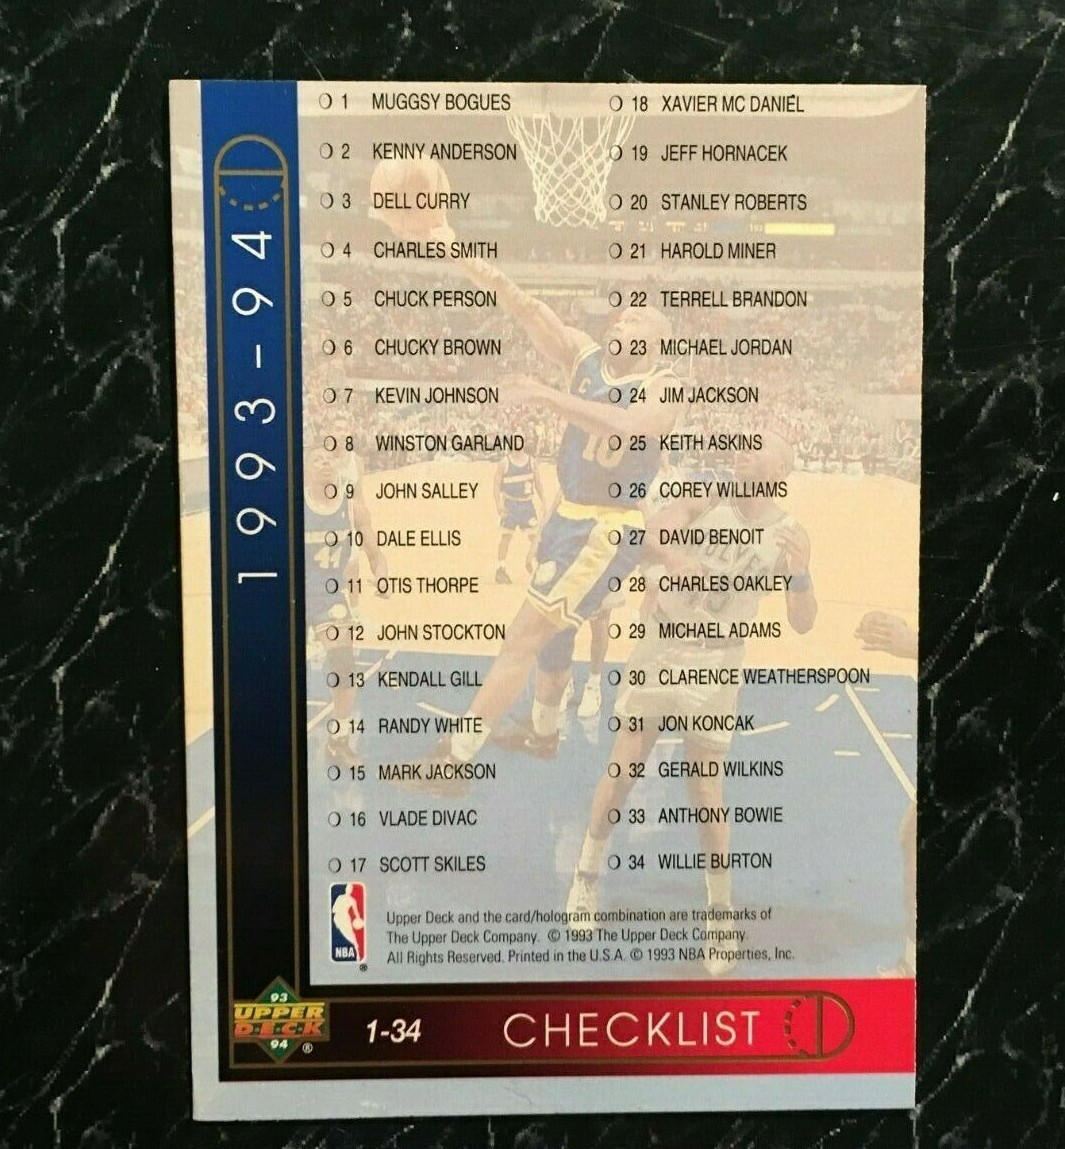 1 MUGGSY BOGUES
2 KENNY ANDERSON
3 DELL CURRY
4 CHARLES SMITH
5 CHUCK PERSON
6 CHUCKY BROWN
7 KEVIN JOHNSON
8 WINSTON GARLAND
9 JOHN SALLEY
10 DALE ELLIS
11 OTIS THORPE
12 JOHN STOCKTON
13 KENDALL GILL
14 RANDY WHITE
15 MARK JACKSON
16 VLADE DIVAC
17 SCOTT SKILES
18 XAVIER MC DANIEL
19 JEFF HORNACEK
20 STANLEY ROBERTS
21 HAROLD MINER
22 TERRELL BRANDON
23 MICHAEL JORDAN
24 JIM JACKSON
25 KEITH ASKINS
26 COREY WILLIAMS
27 DAVID BENOIT
28 CHARLES OAKLEY
29 MICHAEL ADAMS
30 CLARENCE WEATHERSPOON
31 JON KONCAK
32 GERALD WILKINS
33 ANTHONY BOWIE
34 WILLIE BURTON
1993-94
NBA ®
Upper Deck and the card/hologram combination are trademarks of
The Upper Deck Company. © 1993 The Upper Deck Company.
All Rights Reserved. Printed in the U.S.A. © 1993 NBA Properties, Inc.
93
UPPER
DECK
94 ®
1-34 CHECKLIST